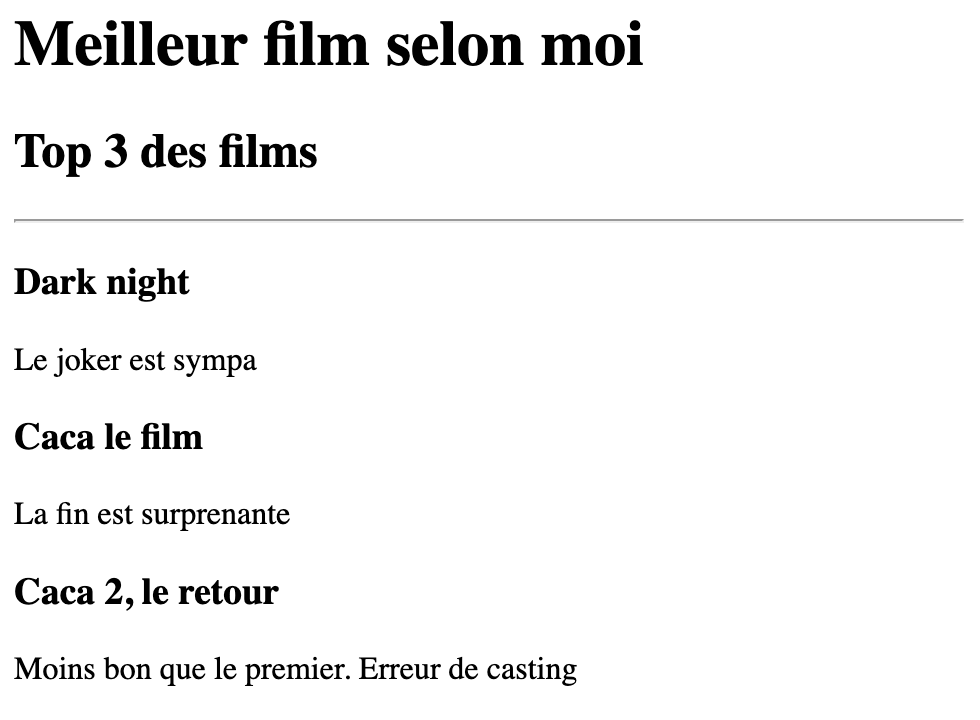 Meilleur film selon moi
Top 3 des films
Dark night
Le joker est sympa
Caca le film
La fin est surprenante
Caca 2, le retour
Moins bon que le premier. Erreur de casting